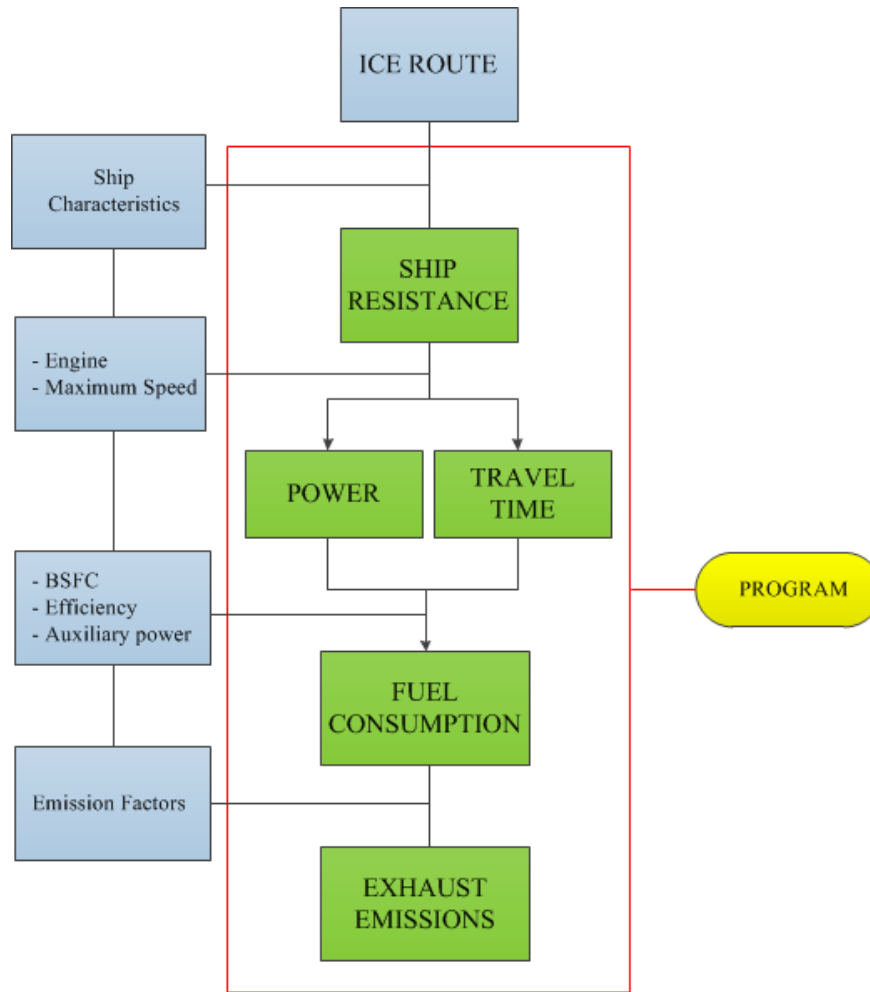 ICE ROUTE
Ship
Characteristics
SHIP
RESISTANCE
- Engine
- Maximum Speed
POWER
TRAVEL
TIME
- BSFC
- Efficiency
- Auxiliary power
PROGRAM
FUEL
CONSUMPTION
Emission Factors
EXHAUST
EMISSIONS